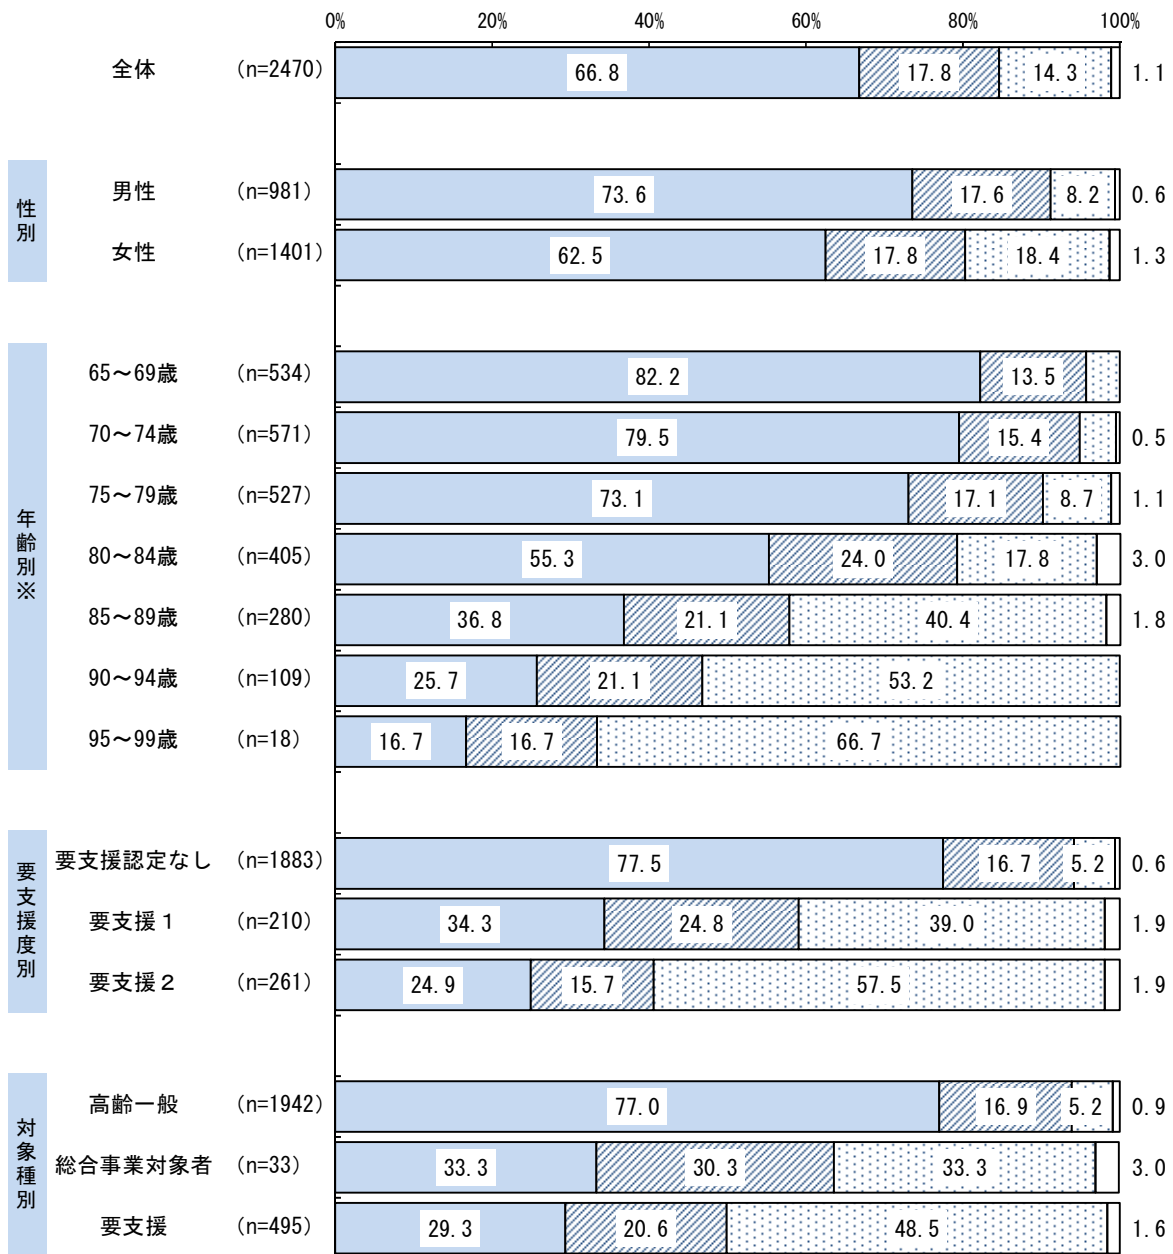 0% 20% 40% 60% 80% 100%
全体 (n=2470) 66.8 17.8 14.3 1.1
性別
男性 (n=981) 73.6 17.6 8.2 0.6
女性 (n=1401) 62.5 17.8 18.4 1.3
年齢別※
65～69歳 (n=534) 82.2 13.5
70～74歳 (n=571) 79.5 15.4 0.5
75～79歳 (n=527) 73.1 17.1 8.7 1.1
80～84歳 (n=405) 55.3 24.0 17.8 3.0
85～89歳 (n=280) 36.8 21.1 40.4 1.8
90～94歳 (n=109) 25.7 21.1 53.2
95～99歳 (n=18) 16.7 16.7 66.7
要支援度別
要支援認定なし (n=1883) 77.5 16.7 5.2 0.6
要支援１ (n=210) 34.3 24.8 39.0 1.9
要支援２ (n=261) 24.9 15.7 57.5 1.9
対象種別
高齢一般 (n=1942) 77.0 16.9 5.2 0.9
総合事業対象者 (n=33) 33.3 30.3 33.3 3.0
要支援 (n=495) 29.3 20.6 48.5 1.6